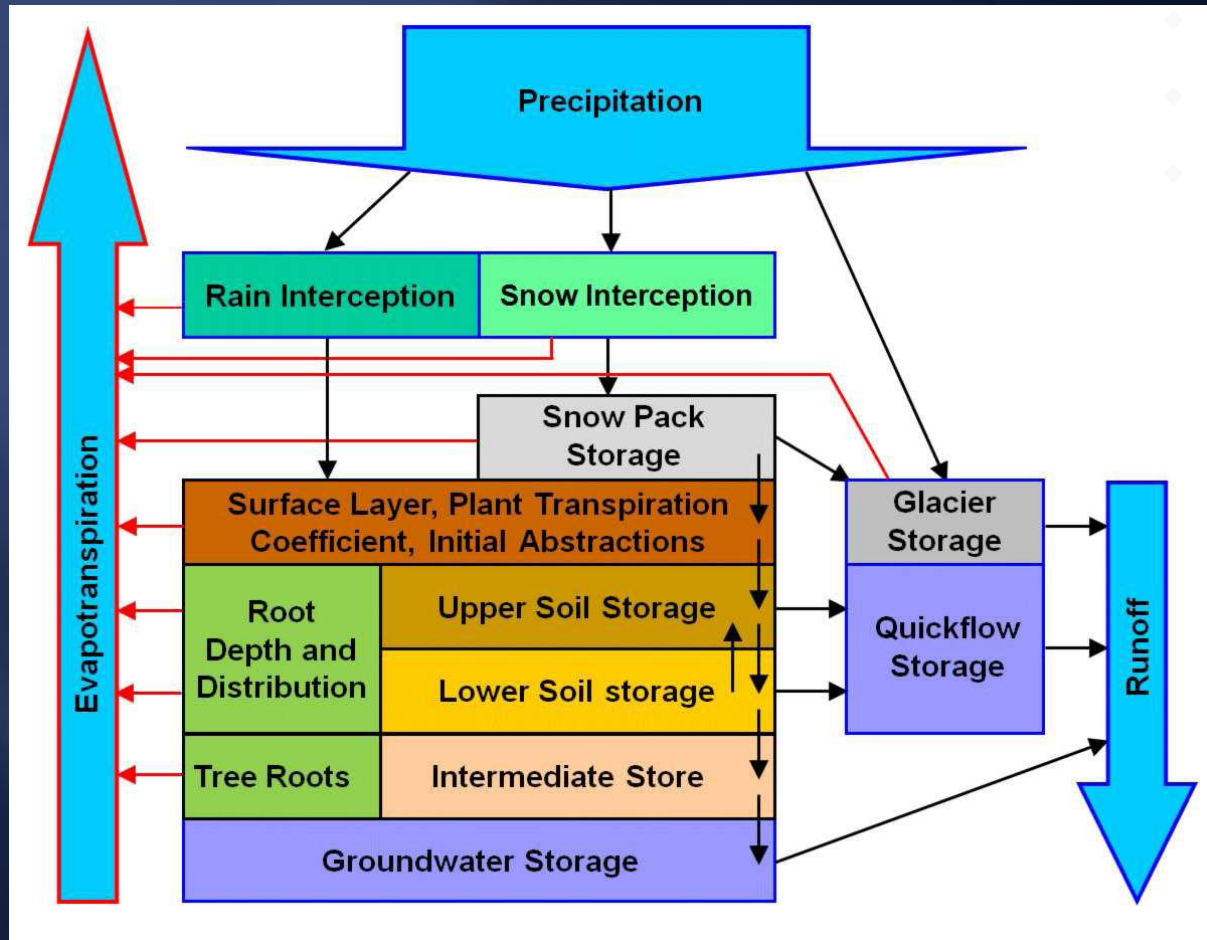 Precipitation
Rain Interception
Snow Interception
Snow Pack
Storage
Surface Layer, Plant Transpiration
Coefficient, Initial Abstractions
Glacier
Storage
Root
Depth and
Distribution
Upper Soil Storage
Lower Soil storage
Quickflow
Storage
Tree Roots
Intermediate Store
Groundwater Storage
Evapotranspiration
Runoff